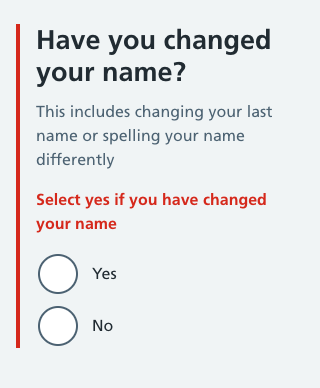 Have you changed
your name?
This includes changing your last
name or spelling your name
differently
Select yes if you have changed
your name
Yes
No